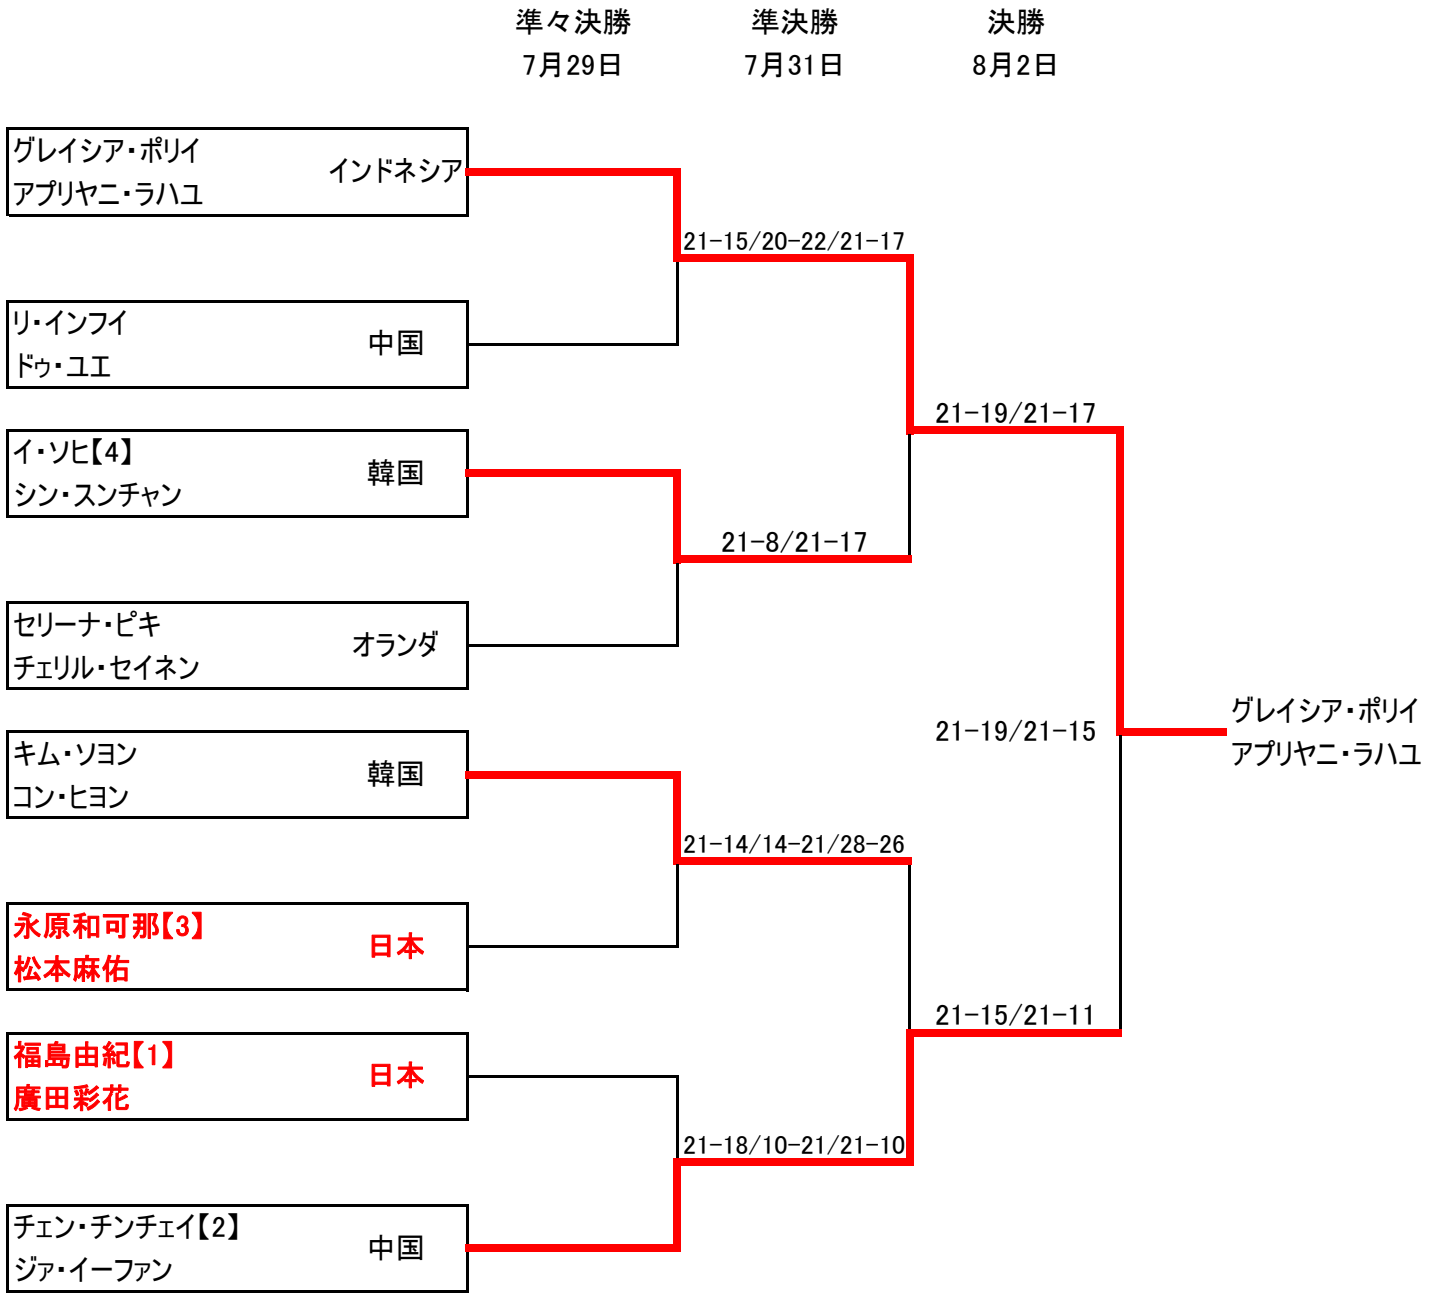 準々決勝 準決勝 決勝
7月29日 7月31日 8月2日
グレイシア・ポリイ
アプリヤニ・ラハユ
インドネシア
21-15/20-22/21-17
リ・インフイ
ドゥ・ユエ
中国
21-19/21-17
イ・ソヒ【4】
シン・スンチャン
韓国
21-8/21-17
セリーナ・ピキ
チェリル・セイネン
オランダ
21-19/21-15
グレイシア・ポリイ
アプリヤニ・ラハユ
キム・ソヨン
コン・ヒヨン
韓国
21-14/14-21/28-26
永原和可那【3】
松本麻佑
日本
21-15/21-11
福島由紀【1】
廣田彩花
日本
21-18/10-21/21-10
チェン・チンチェイ【2】
ジァ・イーファン
中国